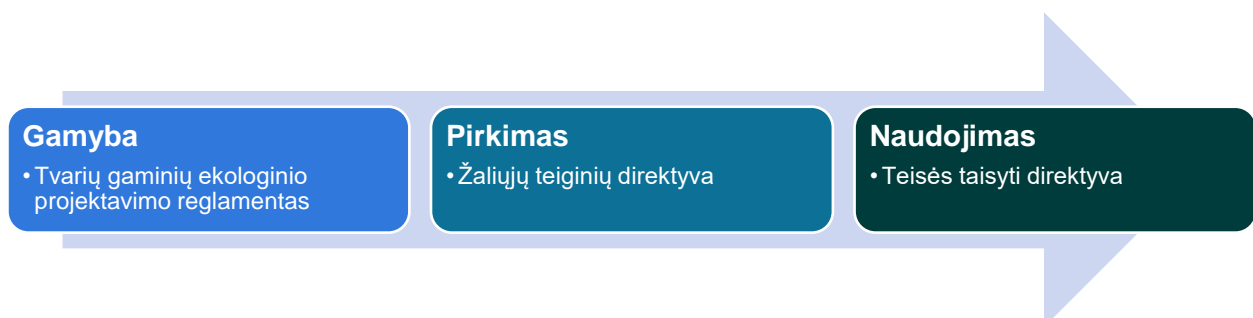 Gamyba
• Tvarių gaminių ekologinio
projektavimo reglamentas
Pirkimas
• Žaliųjų teiginių direktyva
Naudojimas
• Teisės taisyti direktyva